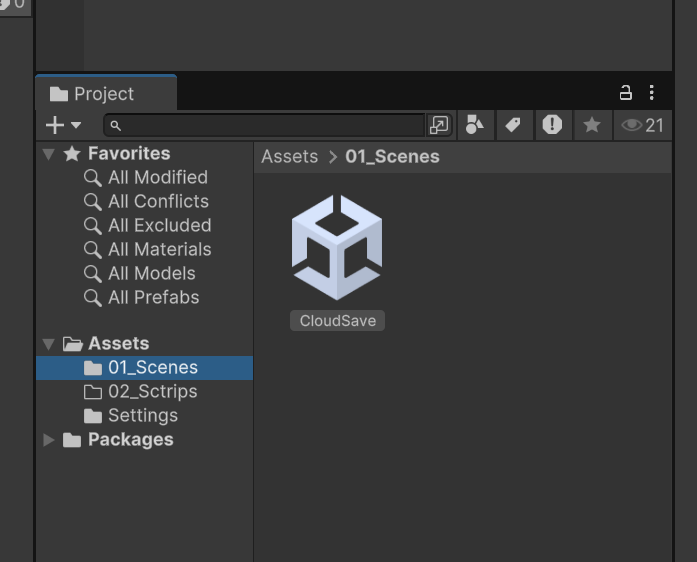 0
Project
21
Favorites
All Modified
All Conflicts
All Excluded
All Materials
All Models
All Prefabs
Assets
01_Scenes
02_Sctrips
Settings
Packages
Assets > 01_Scenes
CloudSave